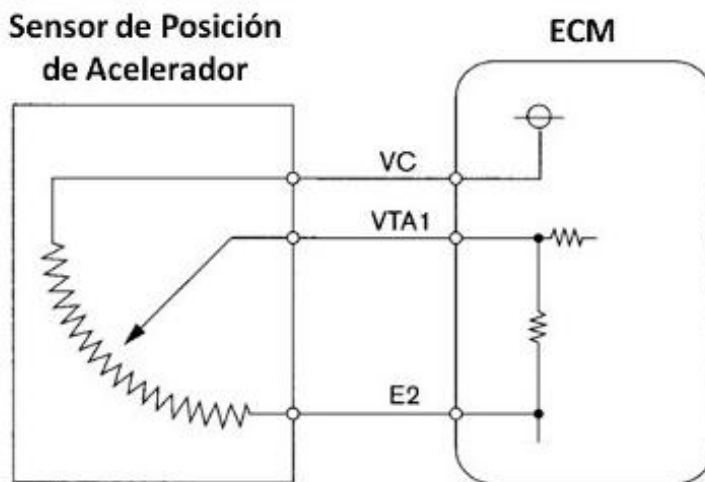 Sensor de Posición
de Acelerador
ECM
VC
VTA1
E2